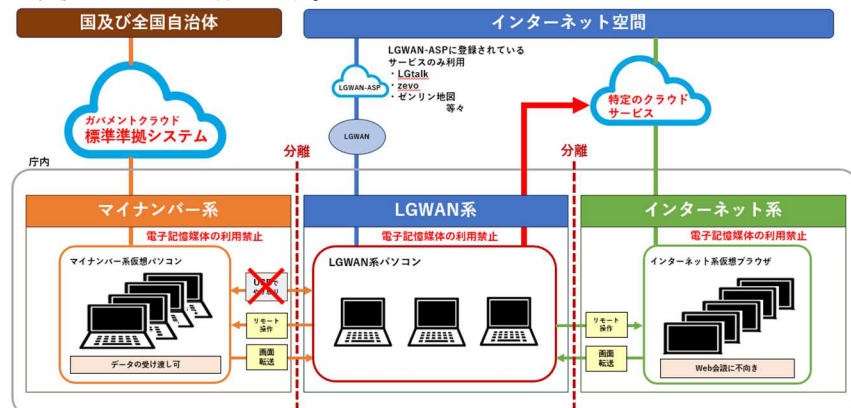 国及び全国自治体
インターネット空間
LGWAN-ASPに登録されている
サービスのみ利用
・LGtalk
・zevo
・ゼンリン地図
等々
LGWAN-ASP
LGWAN
ガバメントクラウド
標準準拠システム
特定のクラウド
サービス
庁内
分離
分離
マイナンバー系
LGWAN系
インターネット系
電子記憶媒体の利用禁止
電子記憶媒体の利用禁止
電子記憶媒体の利用禁止
マイナンバー系仮想パソコン
LGWAN系パソコン
インターネット系仮想ブラウザ
USBで
リモート
操作
画面
転送
リモート
操作
画面
転送
データの受け渡し可
Web会議に不向き